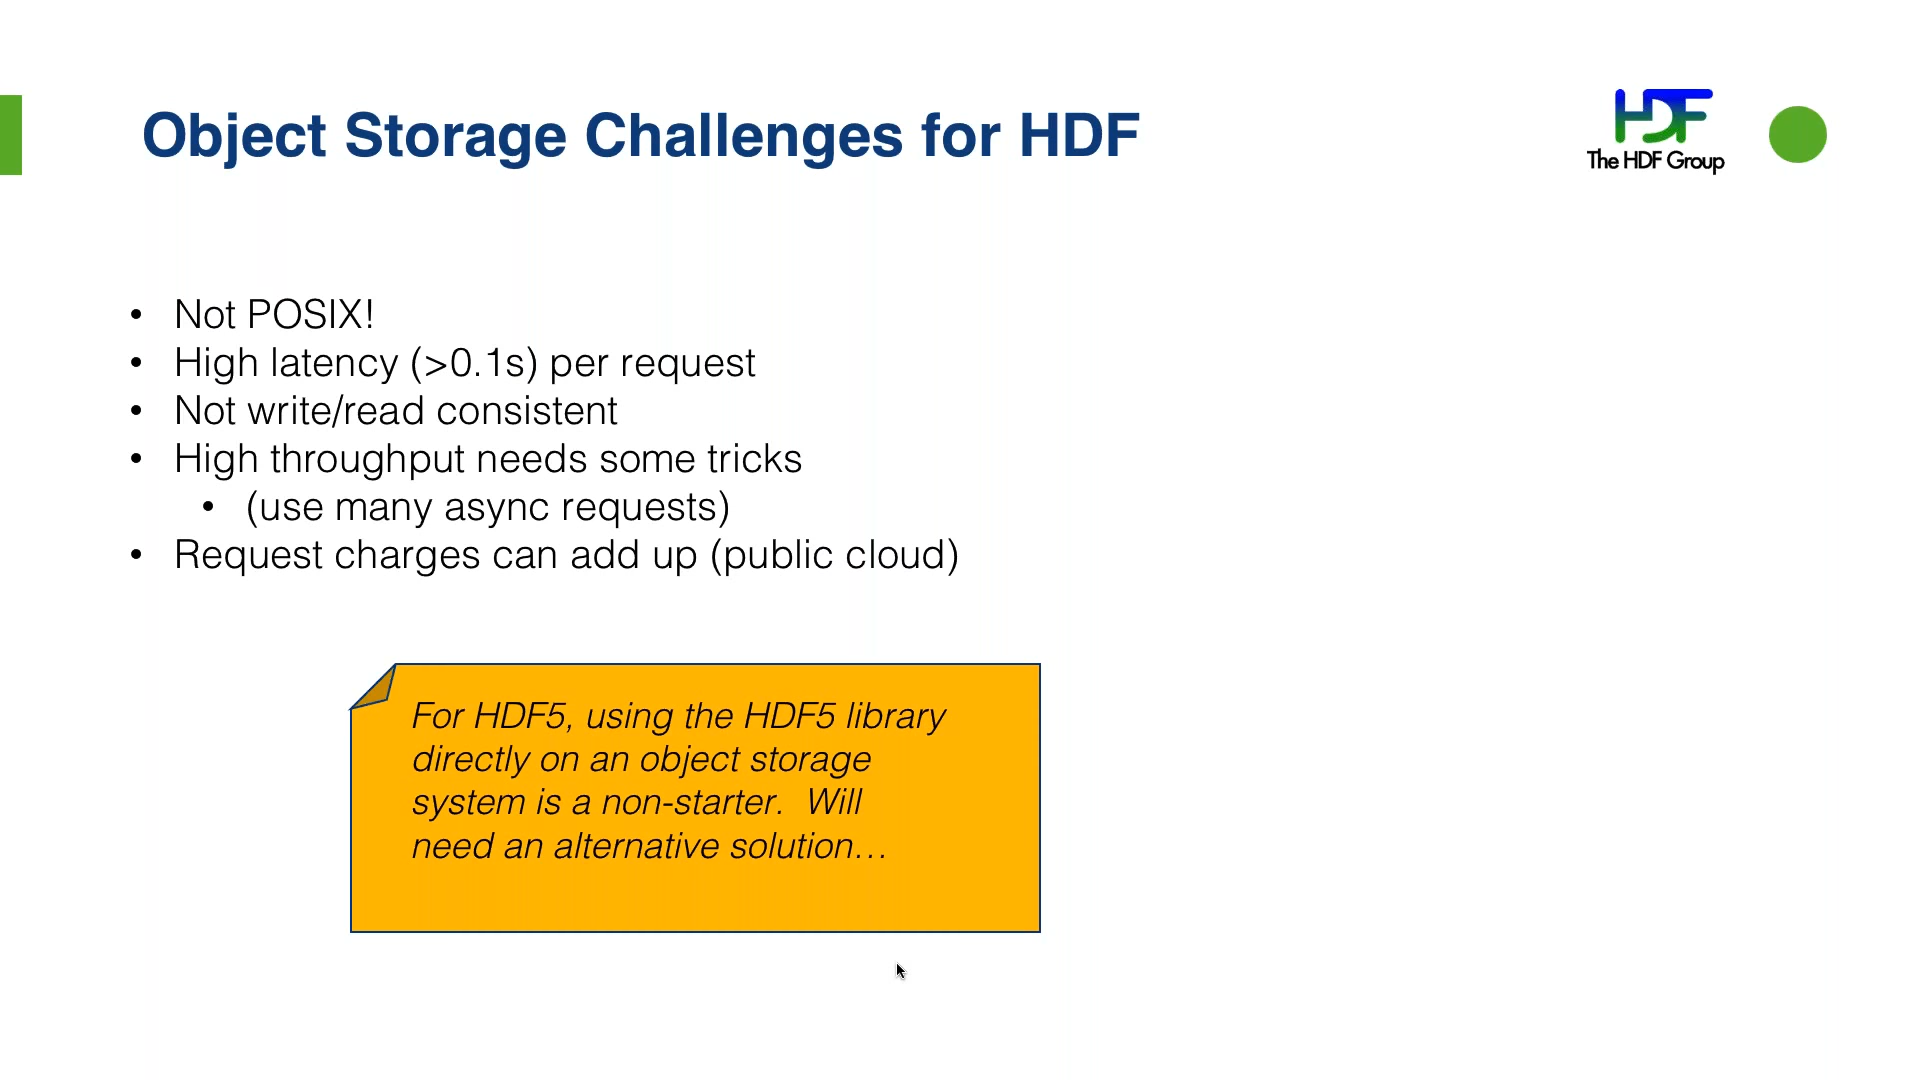 Object Storage Challenges for HDF
HDF
The HDF Group
• Not POSIX!
• High latency (>0.1s) per request
• Not write/read consistent
• High throughput needs some tricks
• (use many async requests)
• Request charges can add up (public cloud)
For HDF5, using the HDF5 library
directly on an object storage
system is a non-starter.  Will
need an alternative solution…